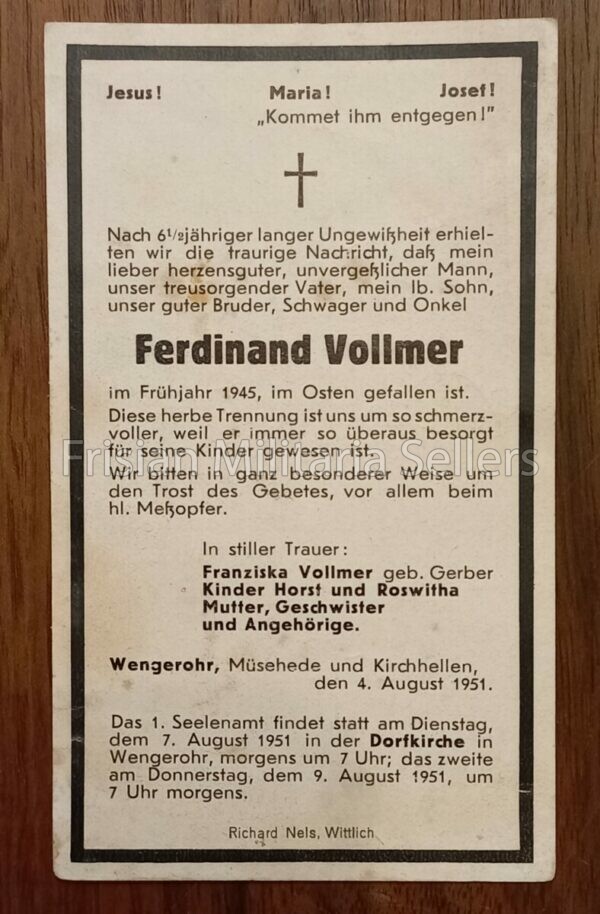 Jesus! Maria! Josef!
„Kommet ihm entgegen!"
Nach 6½jähriger langer Ungewißheit erhiel-
ten wir die traurige Nachricht, daß mein
lieber herzensguter, unvergeßlicher Mann,
unser treusorgender Vater, mein lb. Sohn,
unser guter Bruder, Schwager und Onkel
Ferdinand Vollmer
im Frühjahr 1945, im Osten gefallen ist.
Diese herbe Trennung ist uns um so schmerz-
voller, weil er immer so überaus besorgt
für seine Kinder gewesen ist.
Frisian Militaria Sellers
Wir bitten in ganz besonderer Weise um
den Trost des Gebetes, vor allem beim
hl. Meßopfer.
In stiller Trauer:
Franziska Vollmer geb. Gerber
Kinder Horst und Roswitha
Mutter, Geschwister
und Angehörige.
Wengerohr, Müsehede und Kirchhellen,
den 4. August 1951.
Das 1. Seelenamt findet statt am Dienstag,
dem 7. August 1951 in der Dorfkirche in
Wengerohr, morgens um 7 Uhr; das zweite
am Donnerstag, dem 9. August 1951, um
7 Uhr morgens.
Richard Nels, Wittlich